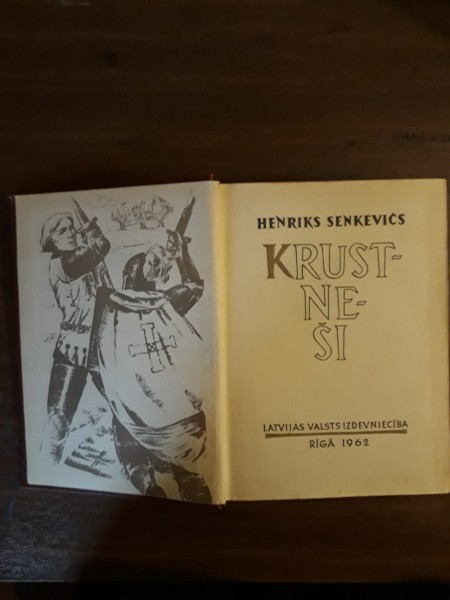 HENRIKS SENKEVIČS
KRUST-
NE-
ŠI
LATVIJAS VALSTS IZDEVNIECĪBA
RĪGĀ 1962